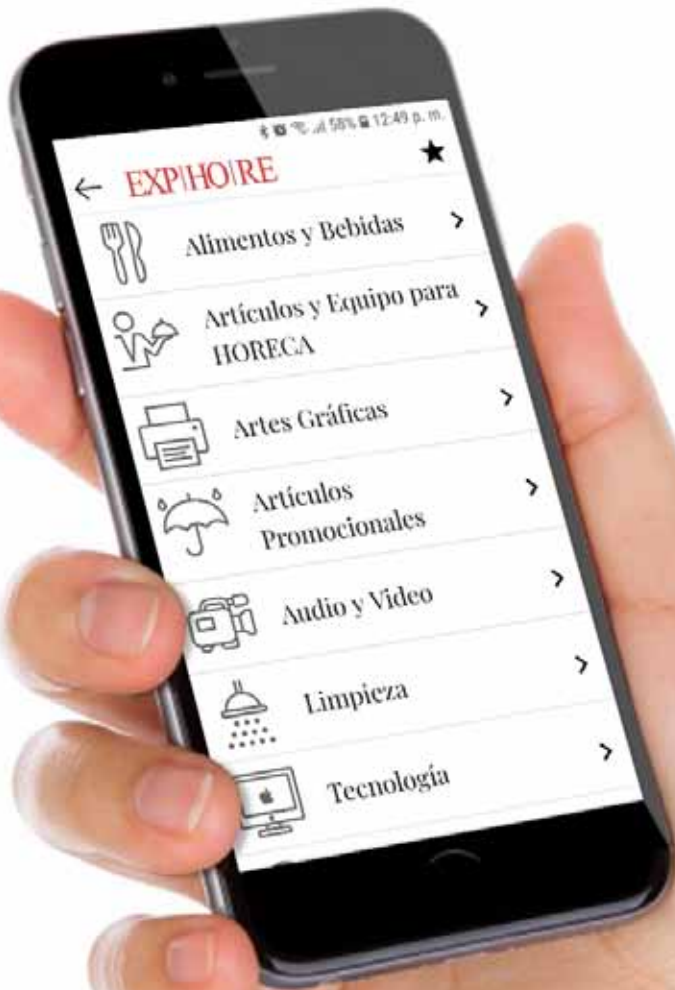 58% 12:49 p. m.
EXP|HO|RE
Alimentos y Bebidas
Artículos y Equipo para
HORECA
Artes Gráficas
Artículos
Promocionales
Audio y Video
Limpieza
Tecnología